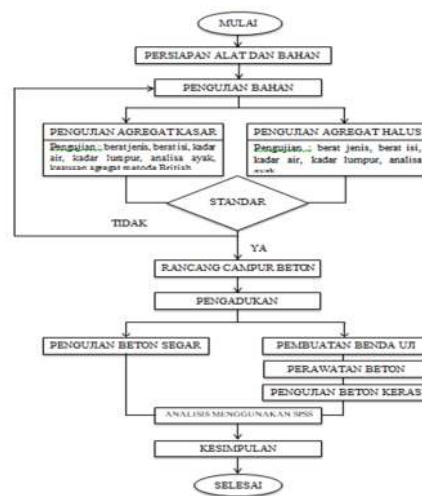 MULAI
PERSIAPAN ALAT DAN BAHAN
PENGUJIAN BAHAN
PENGUJIAN AGREGAT KASAR
Pengujian : berat jenis, berat isi, kadar
air, kadar lumpur, analisa ayak,
keausan agregat metoda British
PENGUJIAN AGREGAT HALUS
Pengujian : berat jenis, berat isi,
kadar air, kadar lumpur, analisa
ayak
STANDAR
TIDAK
YA
RANCANG CAMPUR BETON
PENGADUKAN
PENGUJIAN BETON SEGAR
PEMBUATAN BENDA UJI
PERAWATAN BETON
PENGUJIAN BETON KERAS
ANALISIS MENGGUNAKAN SPSS
KESIMPULAN
SELESAI